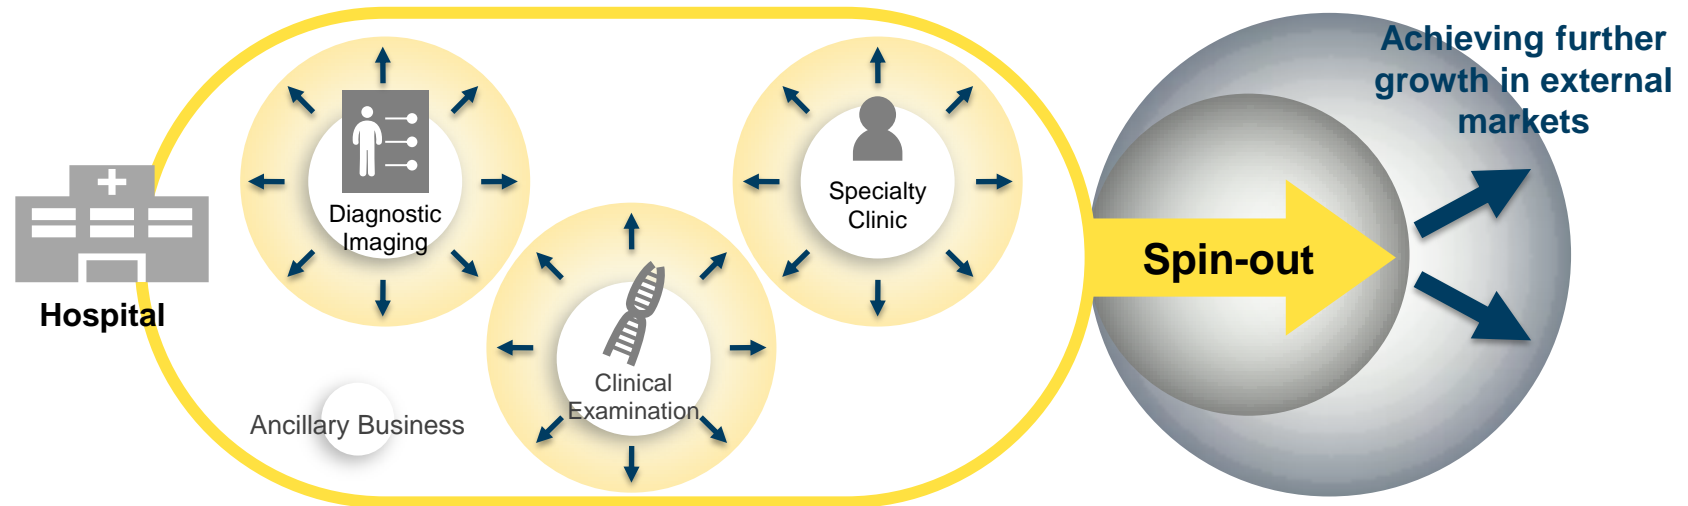 Hospital
Diagnostic
Imaging
Clinical
Examination
Specialty
Clinic
Ancillary Business
Spin-out
Achieving further
growth in external
markets